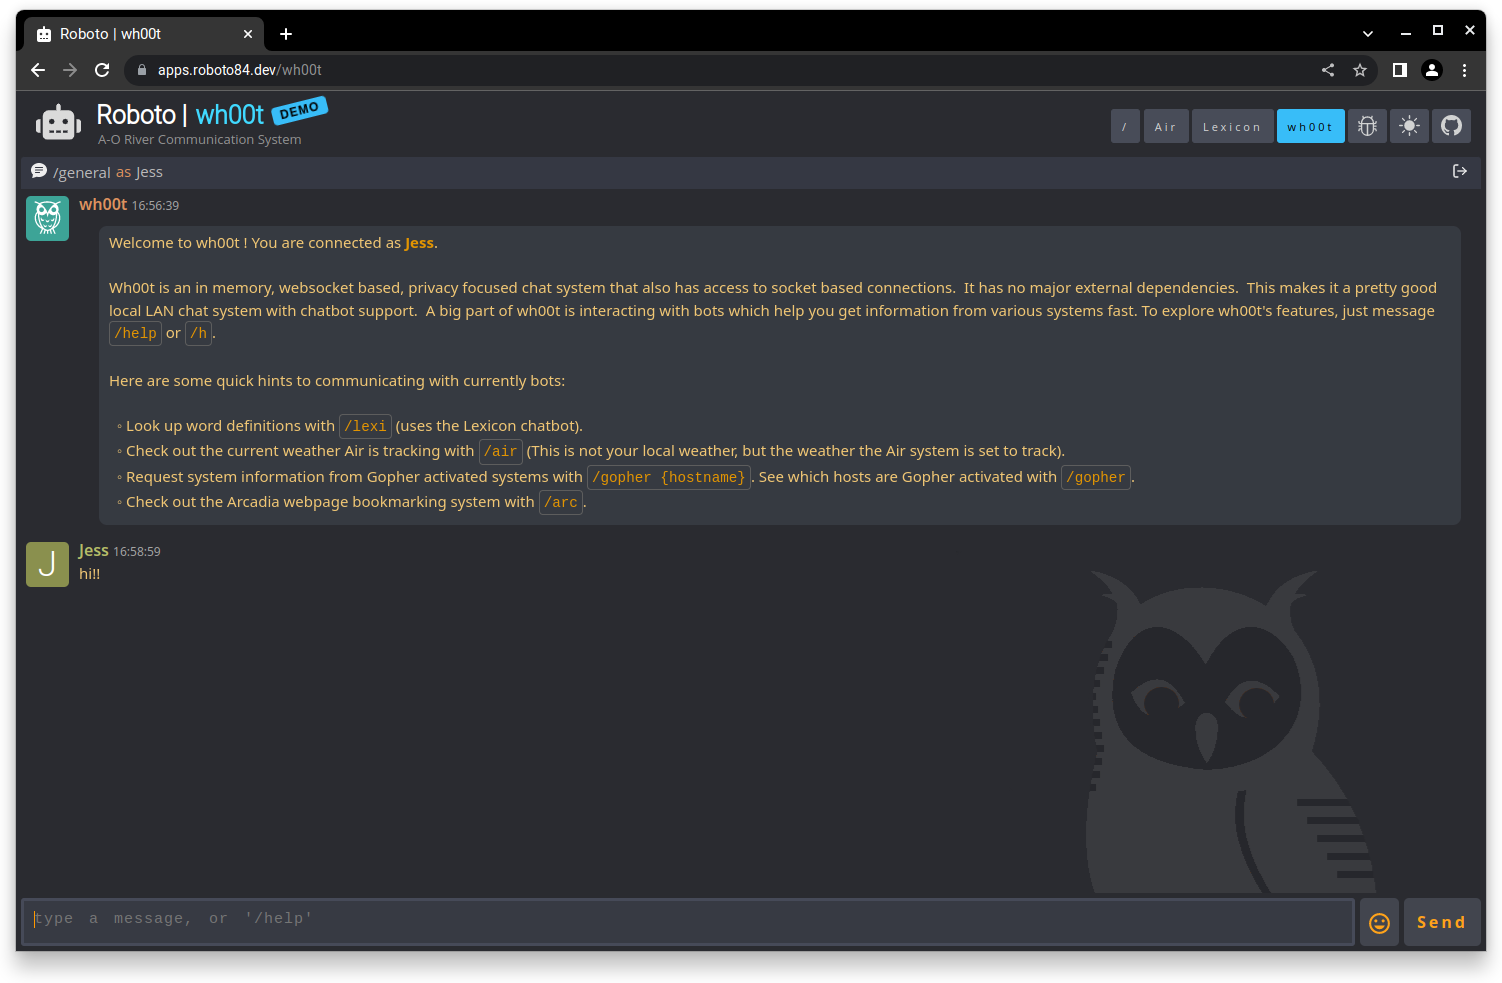 Roboto | wh00t
apps.roboto84.dev/wh00t
Roboto | wh00t DEMO
A-O River Communication System
/ Air Lexicon wh00t
/general as Jess
wh00t 16:56:39
Welcome to wh00t ! You are connected as Jess.
Wh00t is an in memory, websocket based, privacy focused chat system that also has access to socket based connections.  It has no major external dependencies.  This makes it a pretty good
local LAN chat system with chatbot support.  A big part of wh00t is interacting with bots which help you get information from various systems fast. To explore wh00t's features, just message
/help or /h.
Here are some quick hints to communicating with currently bots:
◦ Look up word definitions with /lexi (uses the Lexicon chatbot).
◦ Check out the current weather Air is tracking with /air (This is not your local weather, but the weather the Air system is set to track).
◦ Request system information from Gopher activated systems with /gopher {hostname}. See which hosts are Gopher activated with /gopher.
◦ Check out the Arcadia webpage bookmarking system with /arc.
J
Jess 16:58:59
hi!!
type a message, or '/help'
Send